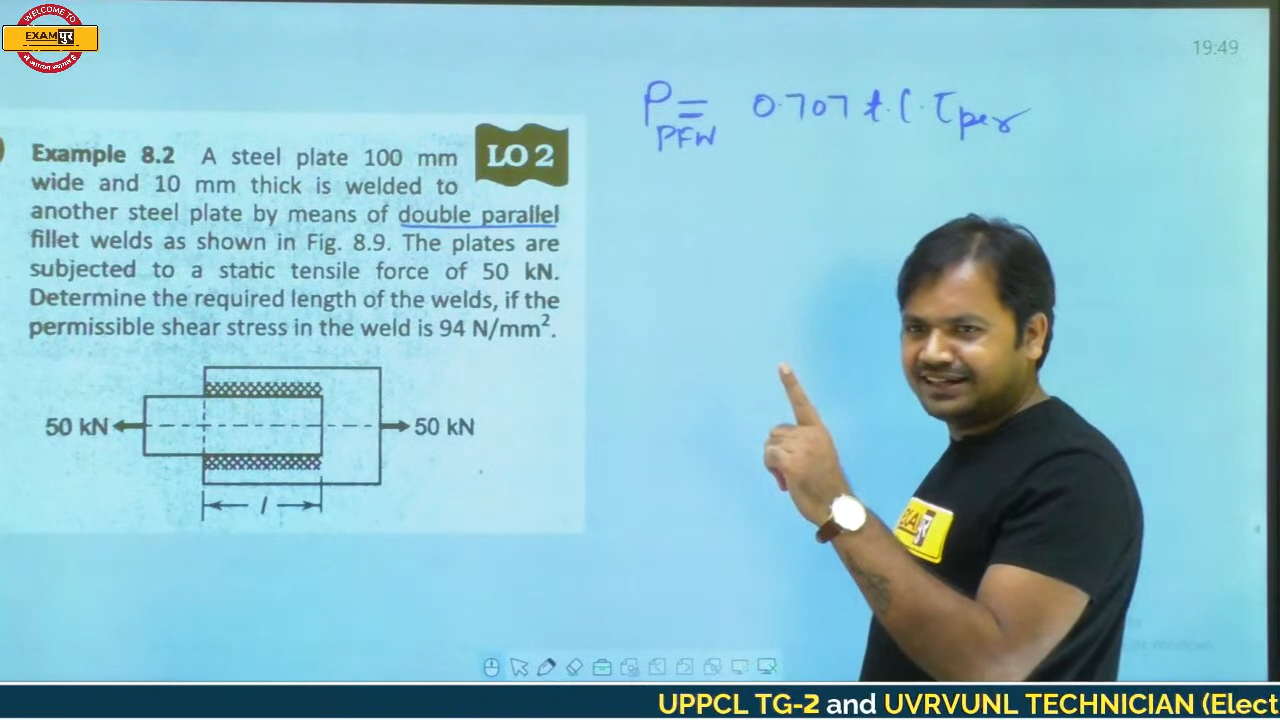 WELCOME TO
EXAMपुर
19:49
P = 0.707 t.l.τper
PFW
Example 8.2 A steel plate 100 mm
LO 2
wide and 10 mm thick is welded to
another steel plate by means of double parallel
fillet welds as shown in Fig. 8.9. The plates are
subjected to a static tensile force of 50 kN.
Determine the required length of the welds, if the
permissible shear stress in the weld is 94 N/mm².
50 kN
50 kN
l
UPPCL TG-2 and UVRVUNL TECHNICIAN (Elect